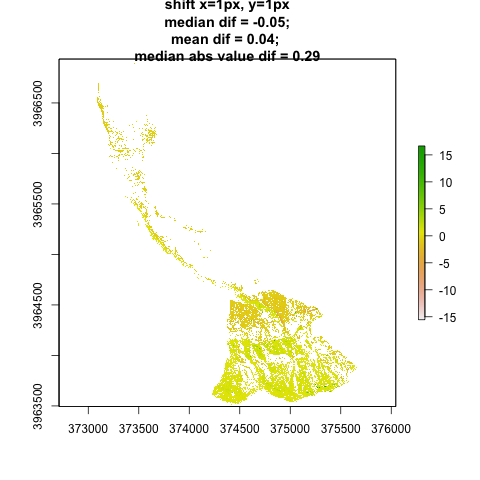 shift x=1px, y=1px
median dif = -0.05;
mean dif = 0.04;
median abs value dif = 0.29
3966500
3965500
3964500
3963500
373000 373500 374000 374500 375000 375500 376000
15
10
5
0
-5
-10
-15